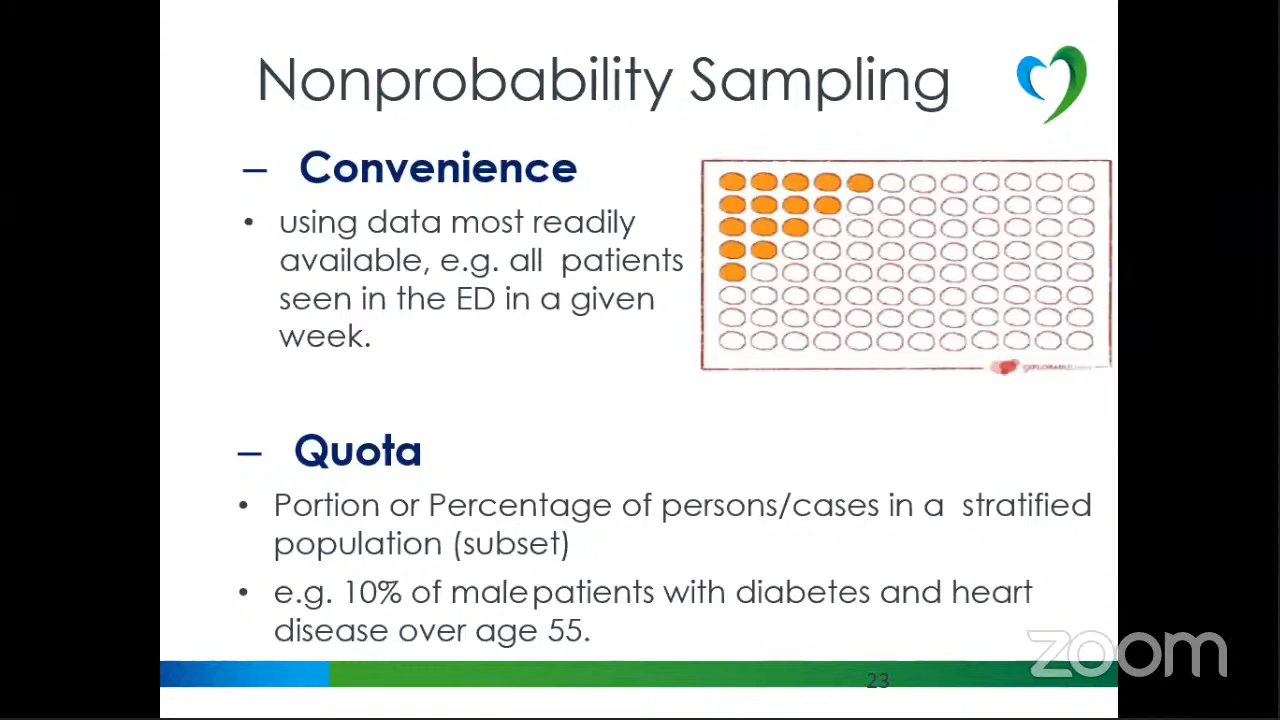 Nonprobability Sampling
– Convenience
• using data most readily
available, e.g. all patients
seen in the ED in a given
week.
– Quota
• Portion or Percentage of persons/cases in a stratified
population (subset)
• e.g. 10% of male patients with diabetes and heart
disease over age 55.
23
zoom